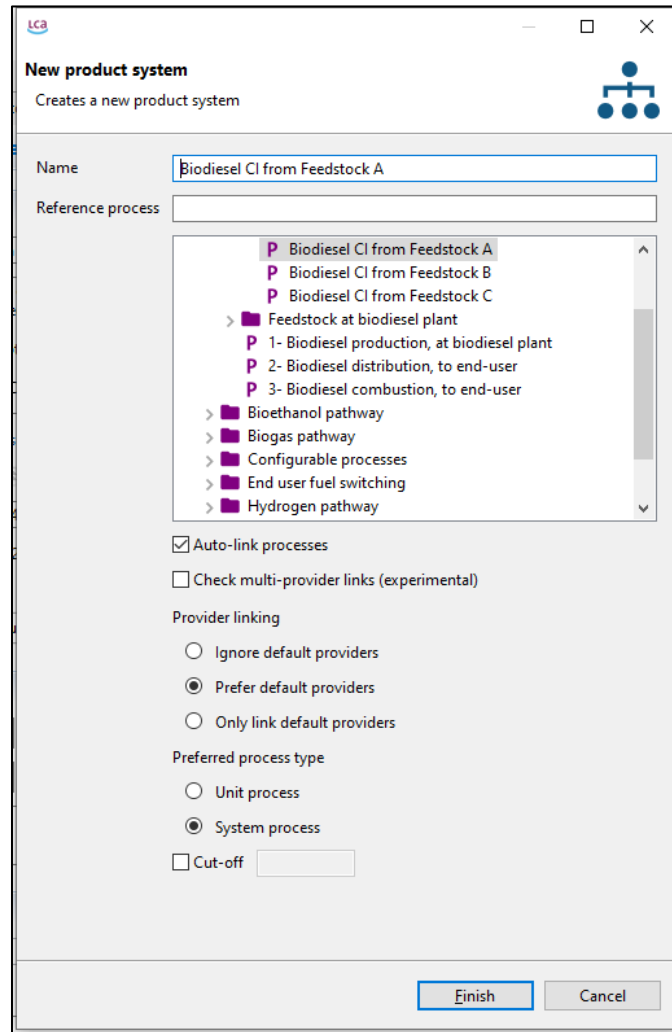 LCA
New product system
Creates a new product system
Name Biodiesel CI from Feedstock A
Reference process
P Biodiesel CI from Feedstock A
P Biodiesel CI from Feedstock B
P Biodiesel CI from Feedstock C
Feedstock at biodiesel plant
P 1- Biodiesel production, at biodiesel plant
P 2- Biodiesel distribution, to end-user
P 3- Biodiesel combustion, to end-user
Bioethanol pathway
Biogas pathway
Configurable processes
End user fuel switching
Hydrogen pathway
Auto-link processes
Check multi-provider links (experimental)
Provider linking
Ignore default providers
Prefer default providers
Only link default providers
Preferred process type
Unit process
System process
Cut-off
Finish Cancel